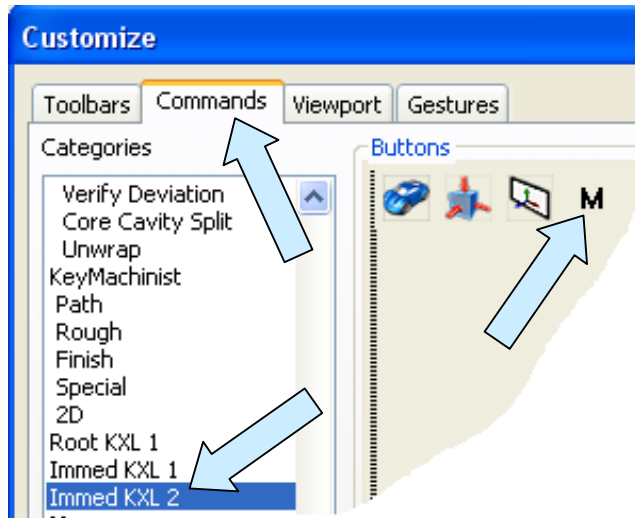 Customize
Toolbars Commands Viewport Gestures
Categories
Buttons
M
Verify Deviation
Core Cavity Split
Unwrap
KeyMachinist
Path
Rough
Finish
Special
2D
Root KXL 1
Immed KXL 1
Immed KXL 2